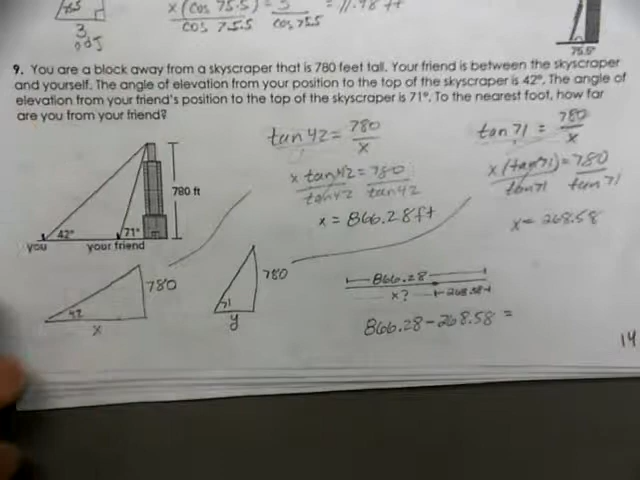 x(cos 75.5) = 3 = 11.98 ft
cos 75.5 cos 75.5
3
adj
75.5°
9. You are a block away from a skyscraper that is 780 feet tall. Your friend is between the skyscraper
and yourself. The angle of elevation from your position to the top of the skyscraper is 42°. The angle of
elevation from your friend's position to the top of the skyscraper is 71°. To the nearest foot, how far
are you from your friend?
tan 42 = 780
x
tan 71 = 780
x
x tan 42 = 780
tan 42 tan 42
x (tan 71) = 780
tan 71 tan 71
x = 866.28 ft
x = 268.58
780 ft
42°
71°
you your friend
780
42
x
780
71
y
866.28
x? 268.58
866.28 - 268.58 =
14